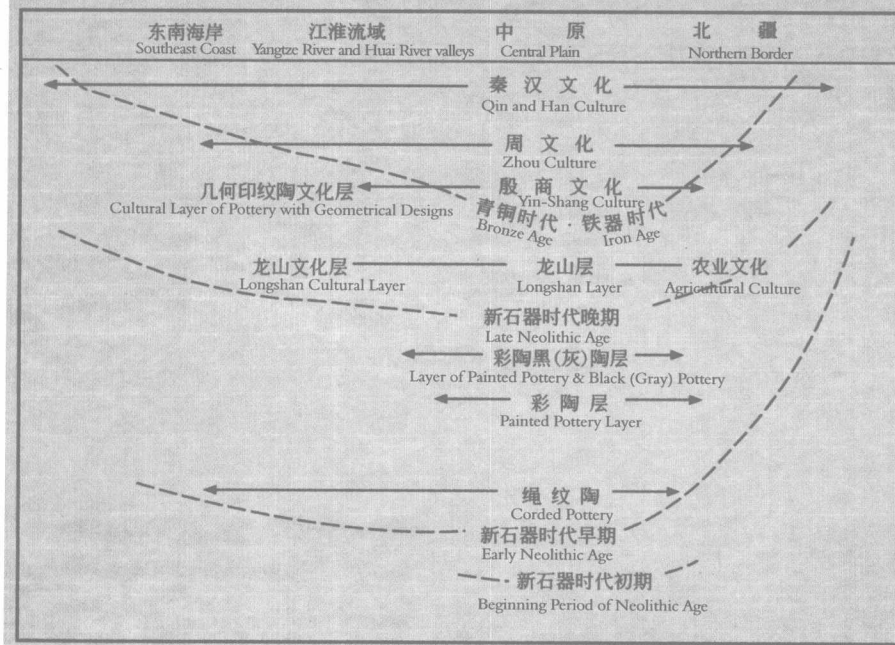 东南海岸 江淮流域 中原 北疆
Southeast Coast Yangtze River and Huai River valleys Central Plain Northern Border
秦汉文化
Qin and Han Culture
周文化
Zhou Culture
殷商文化
Yin-Shang Culture
几何印纹陶文化层
Cultural Layer of Pottery with Geometrical Designs
青铜时代·铁器时代
Bronze Age Iron Age
龙山文化层 龙山层 农业文化
Longshan Cultural Layer Longshan Layer Agricultural Culture
新石器时代晚期
Late Neolithic Age
彩陶黑(灰)陶层
Layer of Painted Pottery & Black (Gray) Pottery
彩陶层
Painted Pottery Layer
绳纹陶
Corded Pottery
新石器时代早期
Early Neolithic Age
新石器时代初期
Beginning Period of Neolithic Age